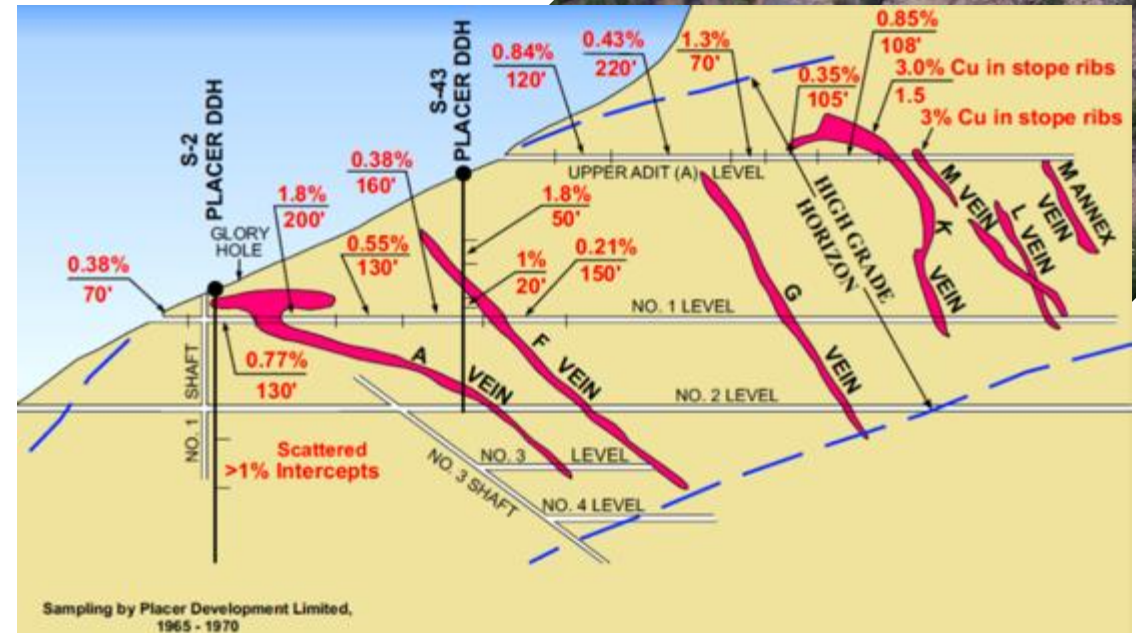 S-2
PLACER DDH
S-43
PLACER DDH
0.84%
120'
0.43%
220'
1.3%
70'
0.85%
108'
0.35%
105'
3.0% Cu in stope ribs
1.5
3% Cu in stope ribs
UPPER ADIT (A) LEVEL
HIGH GRADE
HORIZON
0.38%
70'
GLORY
HOLE
1.8%
200'
0.38%
160'
0.55%
130'
1.8%
50'
1%
20'
0.21%
150'
NO. 1 LEVEL
0.77%
130'
A VEIN
F VEIN
G VEIN
K VEIN
M VEIN
L VEIN
M ANNEX
VEIN
NO. 1 SHAFT
NO. 2 LEVEL
Scattered
>1% Intercepts
NO. 3 LEVEL
NO. 3 SHAFT
NO. 4 LEVEL
Sampling by Placer Development Limited,
1965 - 1970